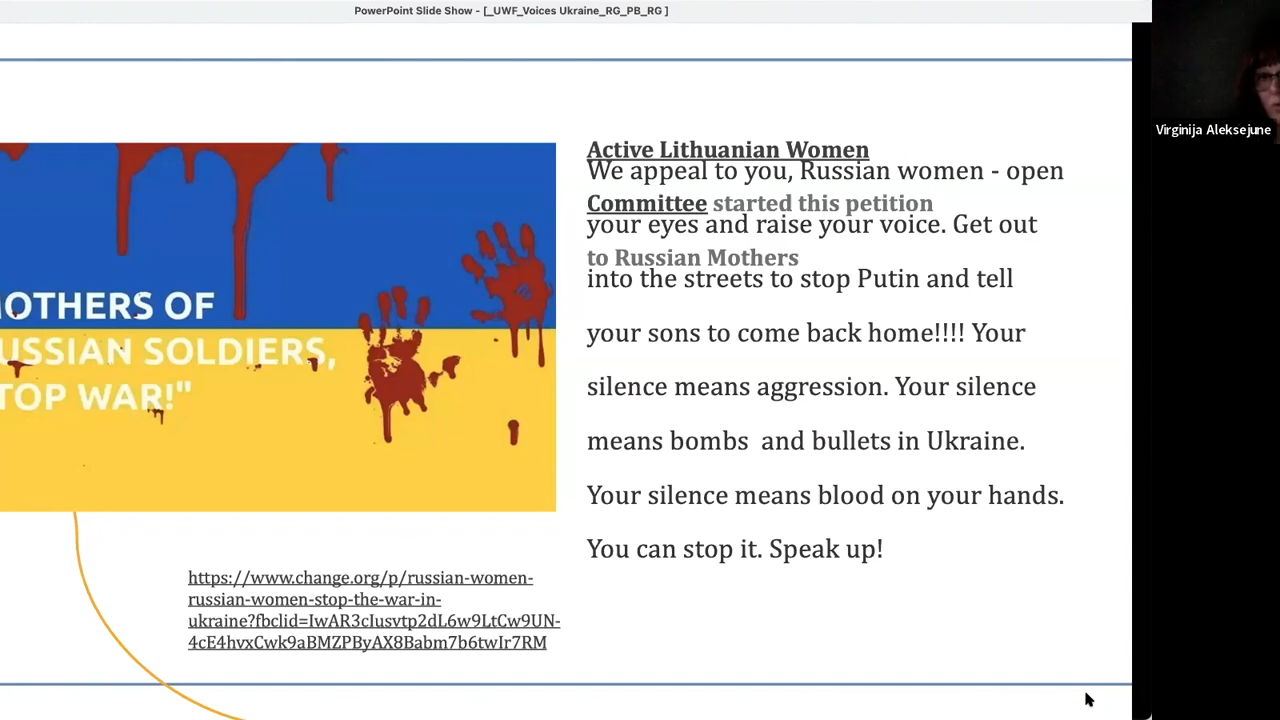 PowerPoint Slide Show - [_UWF_Voices Ukraine_RG_PB_RG ]
Virginija Aleksejune
OTHERS OF
USSIAN SOLDIERS,
TOP WAR!"
Active Lithuanian Women
We appeal to you, Russian women - open
Committee started this petition
your eyes and raise your voice. Get out
to Russian Mothers
into the streets to stop Putin and tell
your sons to come back home!!!! Your
silence means aggression. Your silence
means bombs  and bullets in Ukraine.
Your silence means blood on your hands.
You can stop it. Speak up!
https://www.change.org/p/russian-women-
russian-women-stop-the-war-in-
ukraine?fbclid=IwAR3cIusvtp2dL6w9LtCw9UN-
4cE4hvxCwk9aBMZPByAX8Babm7b6twIr7RM